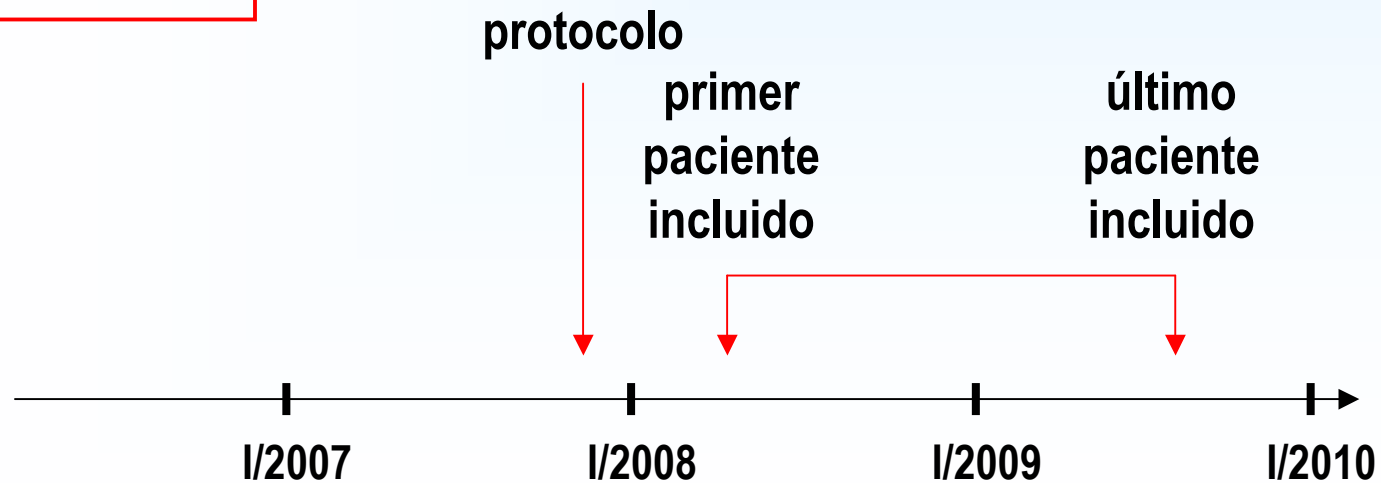 protocolo
primer
paciente
incluido
último
paciente
incluido
I/2007
I/2008
I/2009
I/2010